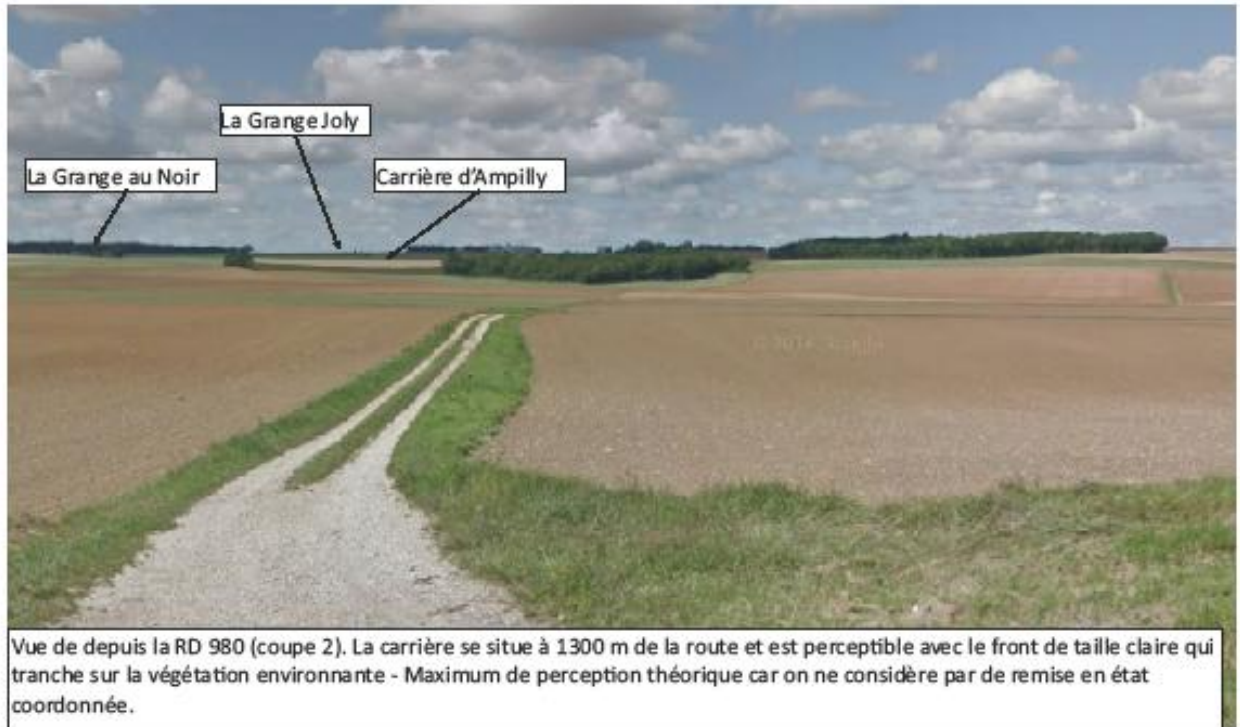 La Grange Joly
La Grange au Noir
Carrière d'Ampilly
© 2014 Google
Vue de depuis la RD 980 (coupe 2). La carrière se situe à 1300 m de la route et est perceptible avec le front de taille claire qui
tranche sur la végétation environnante - Maximum de perception théorique car on ne considère par de remise en état
coordonnée.